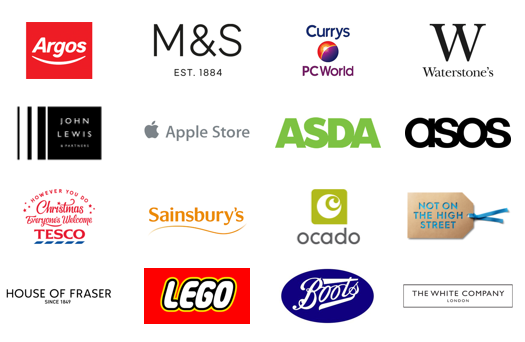 Argos
M&S
EST. 1884
Currys
PC World
W
Waterstone's
JOHN
LEWIS
& PARTNERS
Apple Store
ASDA
asos
HOWEVER YOU DO
Christmas
Everyone's Welcome
TESCO
Sainsbury's
ocado
NOT ON
THE HIGH
STREET
HOUSE OF FRASER
SINCE 1849
LEGO
Boots
THE WHITE COMPANY
LONDON